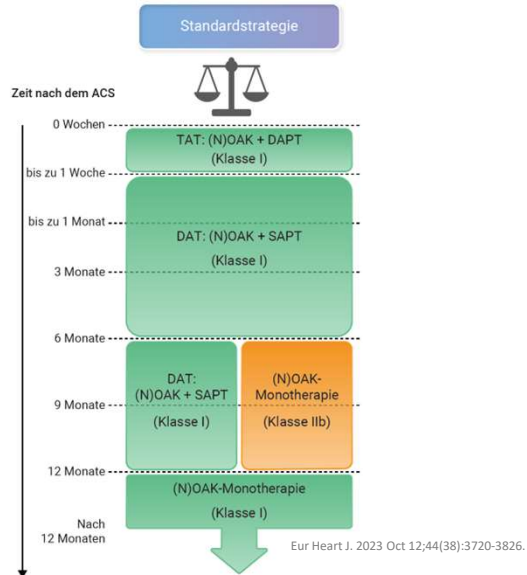 Standardstrategie
Zeit nach dem ACS
0 Wochen
TAT: (N)OAK + DAPT
(Klasse I)
bis zu 1 Woche
bis zu 1 Monat
DAT: (N)OAK + SAPT
(Klasse I)
3 Monate
6 Monate
DAT:
(N)OAK + SAPT
(Klasse I)
(N)OAK-
Monotherapie
(Klasse IIb)
9 Monate
12 Monate
(N)OAK-Monotherapie
(Klasse I)
Nach
12 Monaten
Eur Heart J. 2023 Oct 12;44(38):3720-3826.